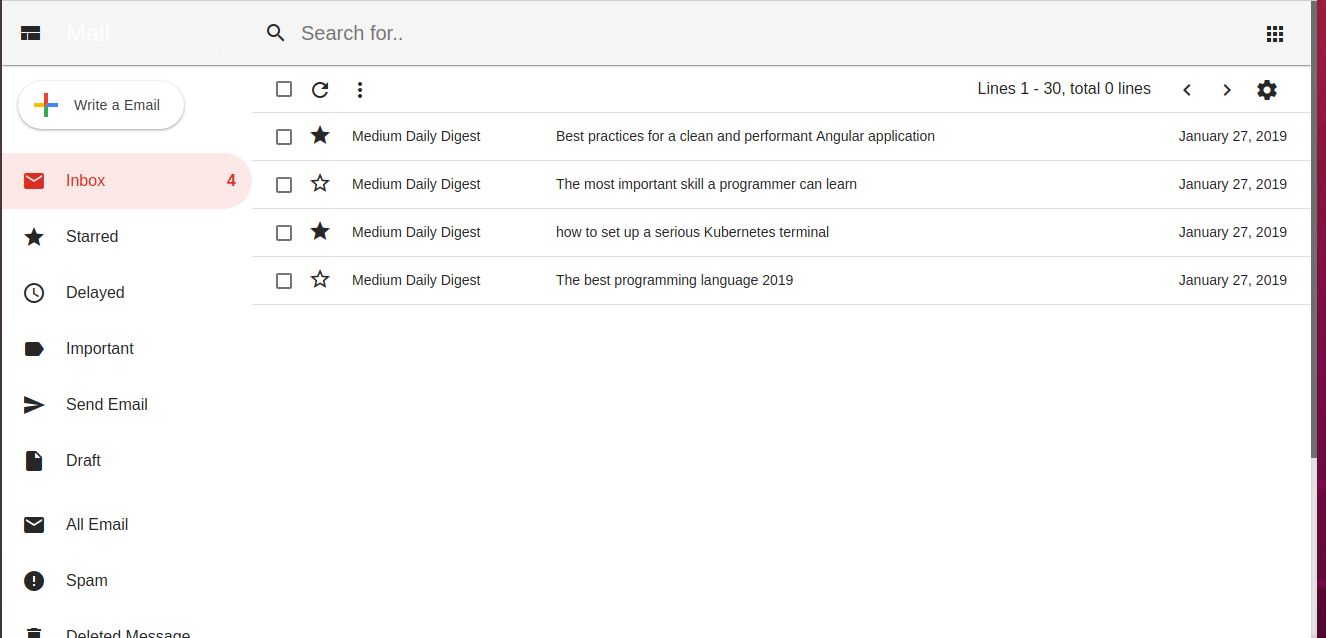 Mail
Search for..
Write a Email
Lines 1 - 30, total 0 lines
Inbox 4
Starred
Delayed
Important
Send Email
Draft
All Email
Spam
Deleted Message
Medium Daily Digest Best practices for a clean and performant Angular application January 27, 2019
Medium Daily Digest The most important skill a programmer can learn January 27, 2019
Medium Daily Digest how to set up a serious Kubernetes terminal January 27, 2019
Medium Daily Digest The best programming language 2019 January 27, 2019